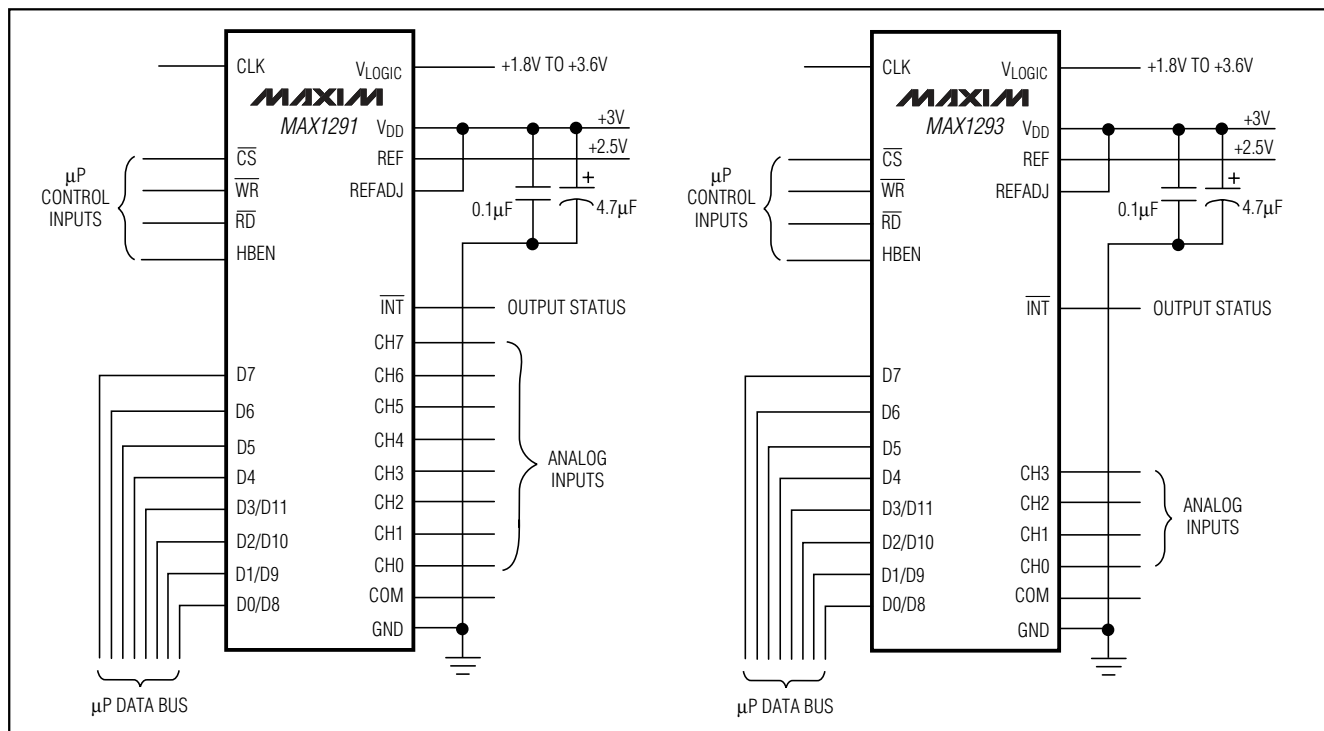 CLK
VLOGIC
+1.8V TO +3.6V
MAXIM
MAX1291
VDD
+3V
CS
REF
+2.5V
WR
REFADJ
RD
HBEN
µP
CONTROL
INPUTS
0.1µF
+
4.7µF
INT
OUTPUT STATUS
CH7
D7
CH6
D6
CH5
D5
CH4
D4
CH3
D3/D11
CH2
D2/D10
CH1
D1/D9
CH0
D0/D8
COM
GND
ANALOG
INPUTS
µP DATA BUS
CLK
VLOGIC
+1.8V TO +3.6V
MAXIM
MAX1293
VDD
+3V
CS
REF
+2.5V
WR
REFADJ
RD
HBEN
µP
CONTROL
INPUTS
0.1µF
+
4.7µF
INT
OUTPUT STATUS
D7
D6
D5
CH3
D4
CH2
D3/D11
CH1
D2/D10
CH0
D1/D9
COM
D0/D8
GND
ANALOG
INPUTS
µP DATA BUS